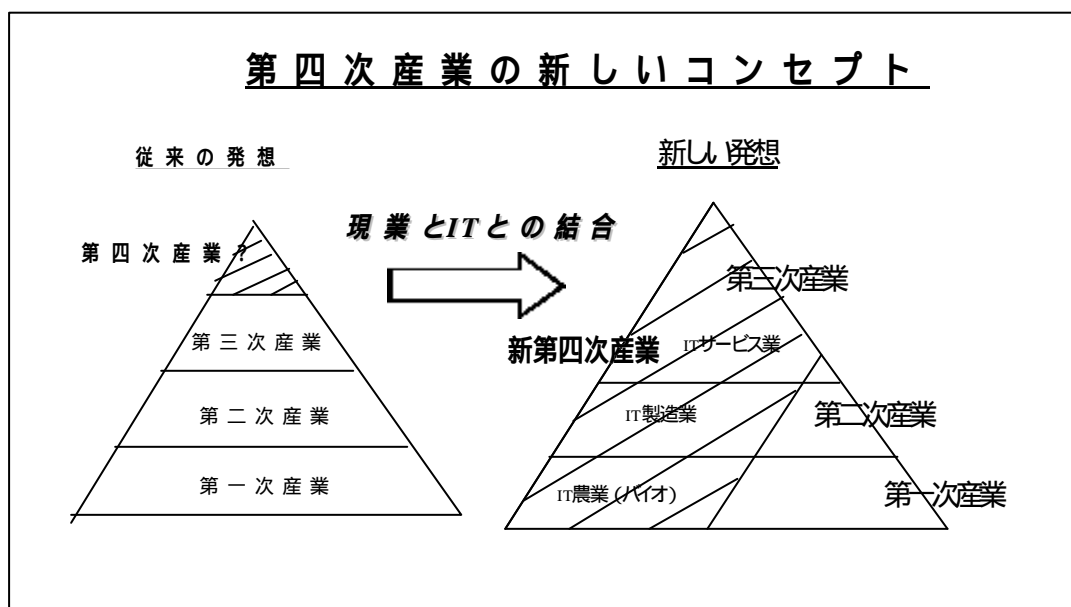 第四次産業の新しいコンセプト
従来の発想
新しい発想
現業とITとの結合
第四次産業？
第三次産業
第二次産業
第一次産業
第三次産業
新第四次産業
ITサービス業
IT製造業
第二次産業
IT農業(バイオ)
第一次産業